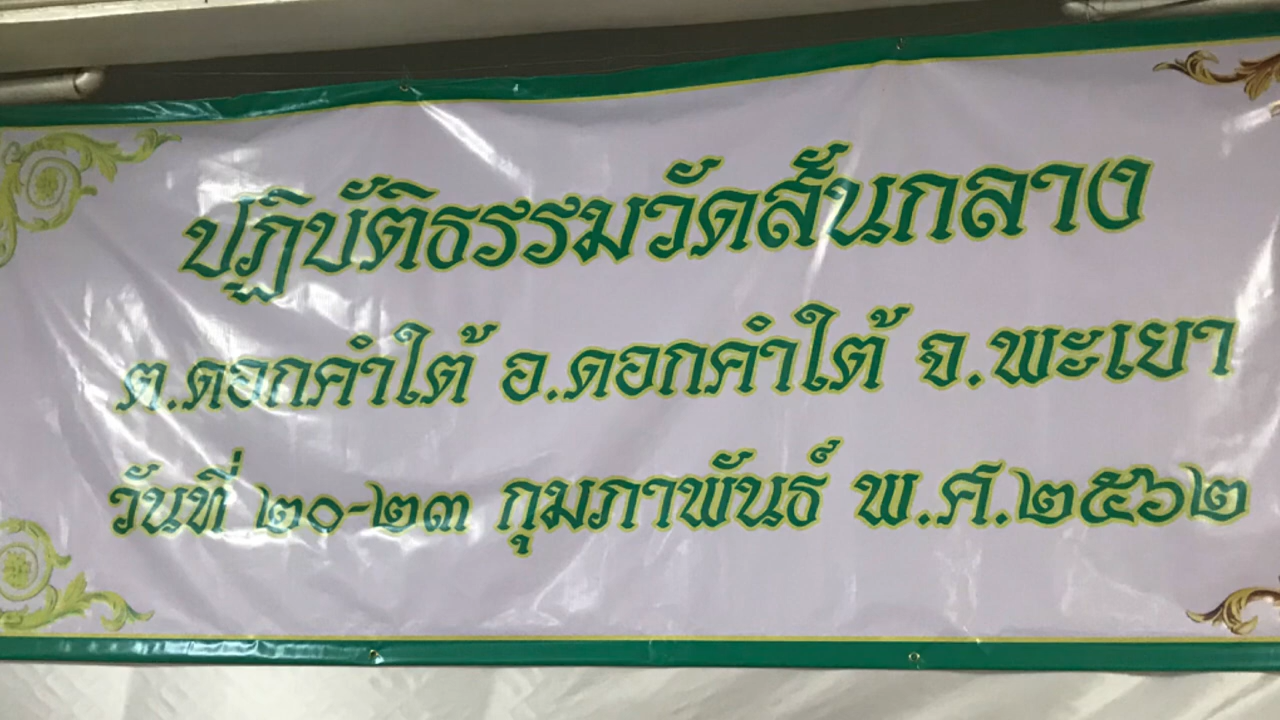 ปฏิบัติธรรมวัดสันกลาง
ต.ดอกคำใต้ อ.ดอกคำใต้ จ.พะเยา
วันที่ ๒๐-๒๓ กุมภาพันธ์ พ.ศ.๒๕๖๒